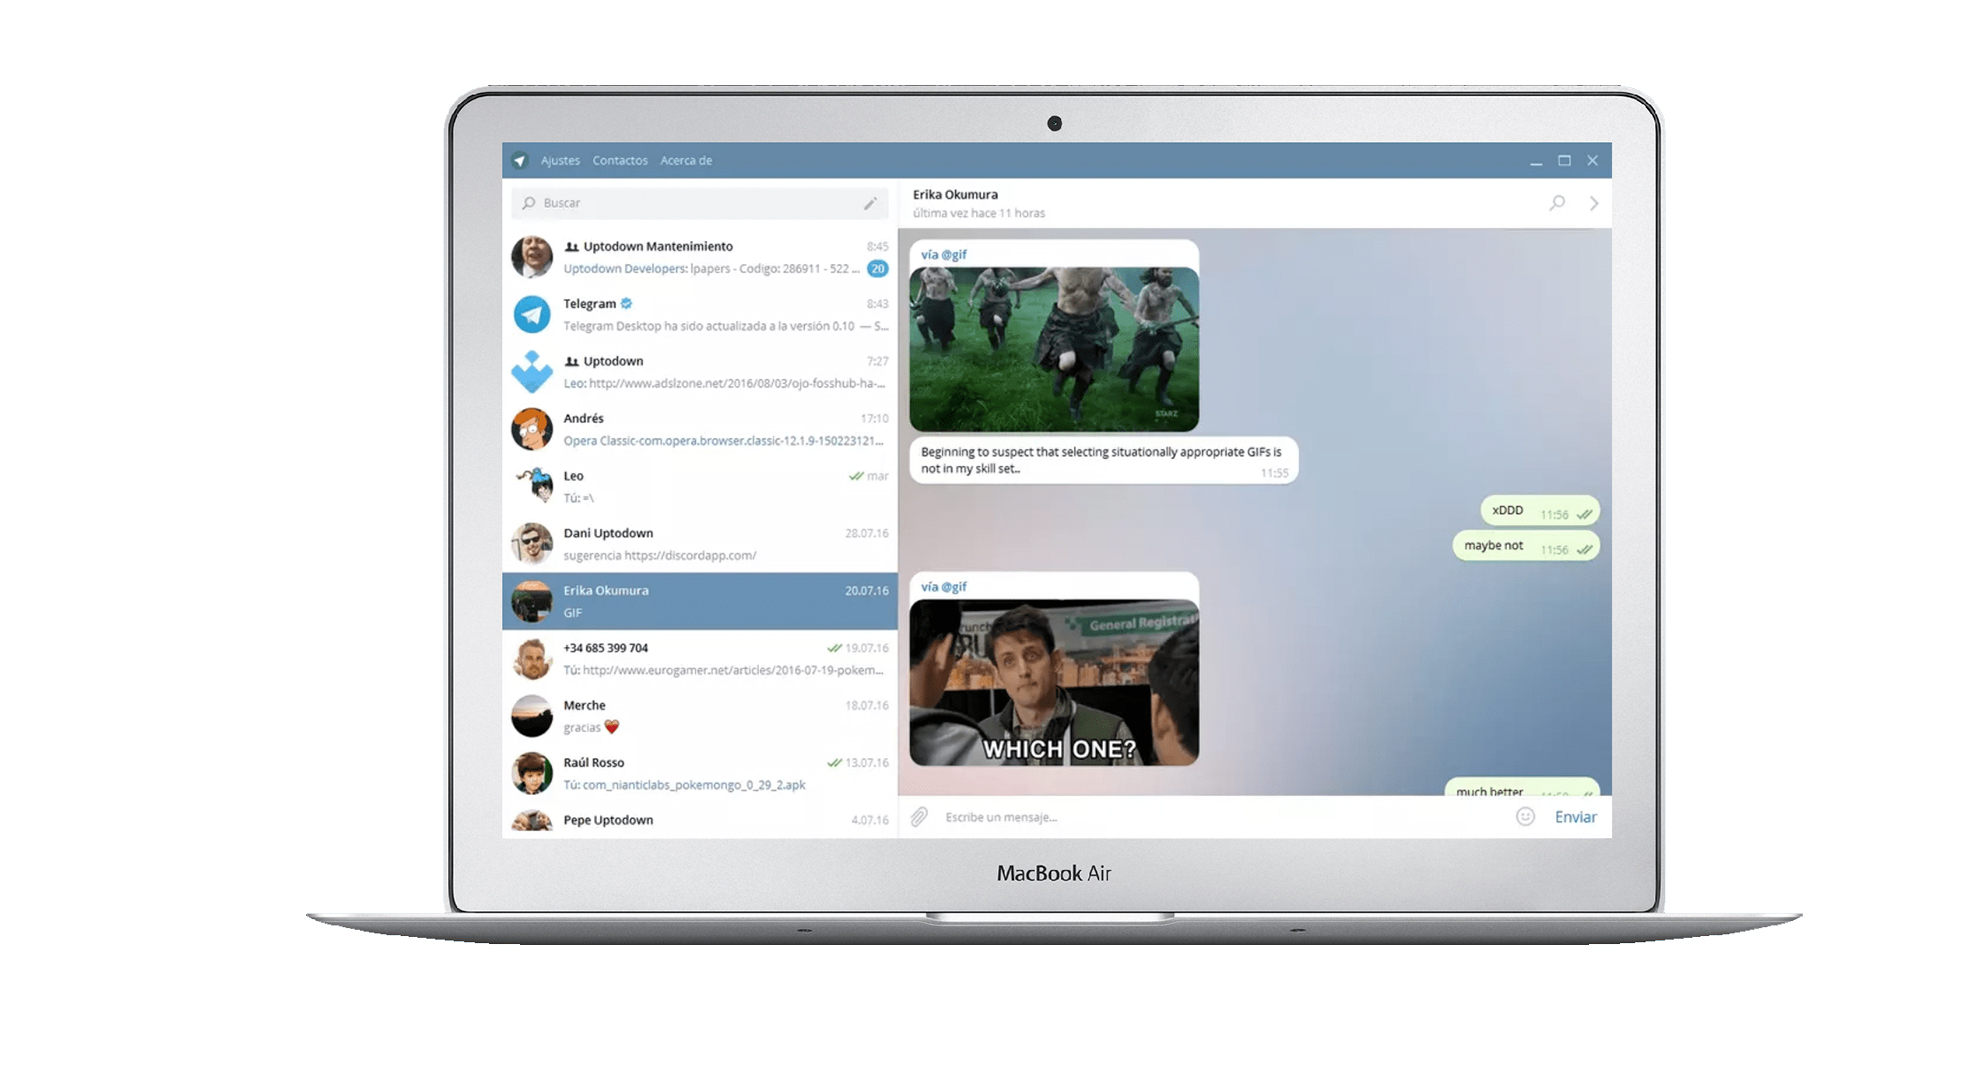 Ajustes Contactos Acerca de
Buscar
Uptodown Mantenimiento 8:45
Uptodown Developers: lpapers - Codigo: 286911 - 522 ... 20
Telegram 8:43
Telegram Desktop ha sido actualizada a la versión 0.10 — S...
Uptodown 7:27
Leo: http://www.adslzone.net/2016/08/03/ojo-fosshub-ha-...
Andrés 17:10
Opera Classic-com.opera.browser.classic-12.1.9-150223121...
Leo mar
Tú: =\
Dani Uptodown 28.07.16
sugerencia https://discordapp.com/
Erika Okumura 20.07.16
GIF
+34 685 399 704 19.07.16
Tú: http://www.eurogamer.net/articles/2016-07-19-pokem...
Merche 18.07.16
gracias ❤️
Raúl Rosso 13.07.16
Tú: com_nianticlabs_pokemongo_0_29_2.apk
Pepe Uptodown 4.07.16
Erika Okumura
última vez hace 11 horas
vía @gif
STARZ
Beginning to suspect that selecting situationally appropriate GIFs is
not in my skill set..
11:55
xDDD 11:56
maybe not 11:56
vía @gif
General Registrat
WHICH ONE?
much better
Escribe un mensaje...
Enviar
MacBook Air